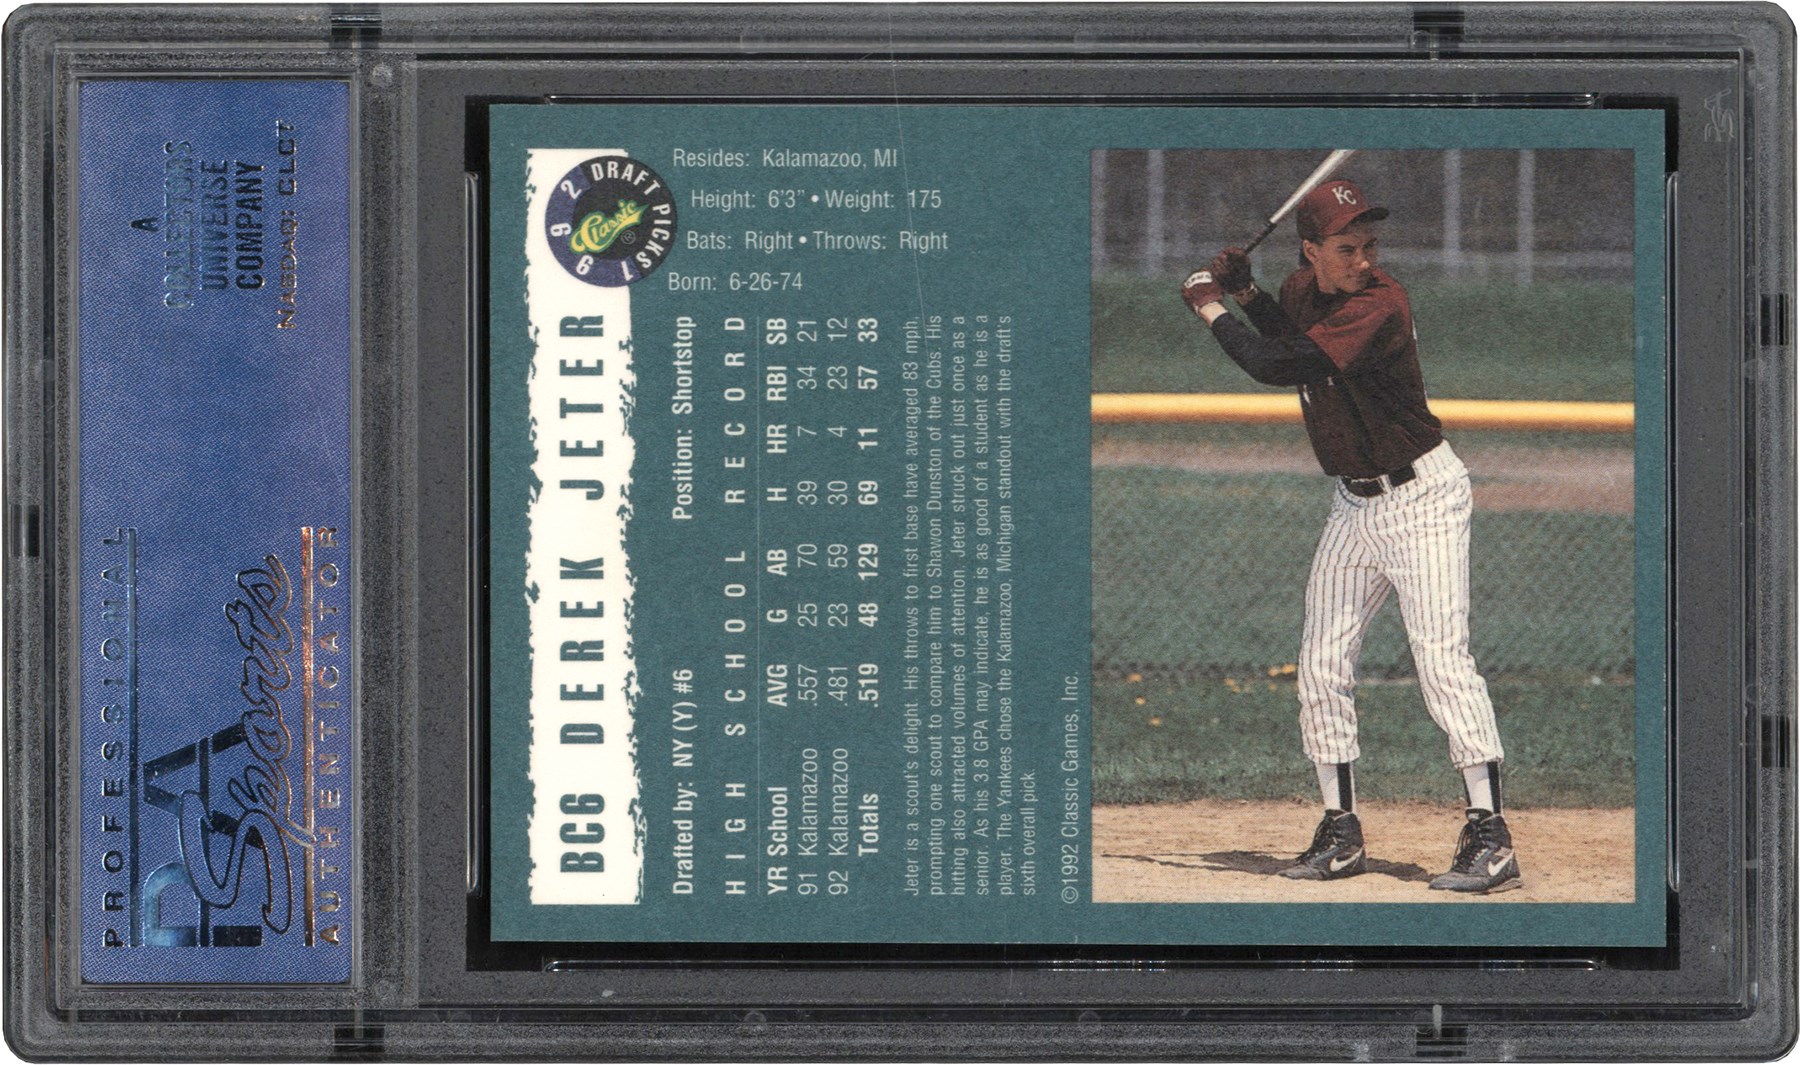 PROFESSIONAL
PSA
Sports
AUTHENTICATOR
A
COLLECTORS
UNIVERSE
COMPANY
NASDAQ: CLCT
BC6 DEREK JETER
1992 DRAFT PICKS
Classic
Resides: Kalamazoo, MI
Height: 6'3" • Weight: 175
Bats: Right • Throws: Right
Born: 6-26-74
Drafted by: NY (Y) #6 Position: Shortstop
HIGH SCHOOL RECORD
YR School AVG G AB H HR RBI SB
91 Kalamazoo .557 25 70 39 7 34 21
92 Kalamazoo .481 23 59 30 4 23 12
Totals .519 48 129 69 11 57 33
Jeter is a scout's delight. His throws to first base have averaged 83 mph,
prompting one scout to compare him to Shawon Dunston of the Cubs. His
hitting also attracted volumes of attention. Jeter struck out just once as a
senior. As his 3.8 GPA may indicate, he is as good of a student as he is a
player. The Yankees chose the Kalamazoo, Michigan standout with the draft's
sixth overall pick.
©1992 Classic Games, Inc.
KC